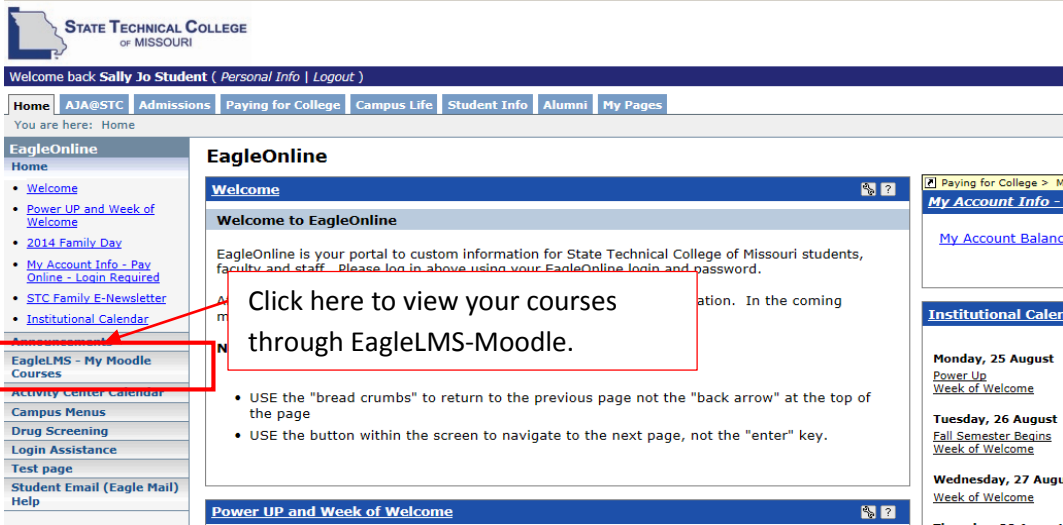 STATE TECHNICAL COLLEGE
OF MISSOURI
Welcome back Sally Jo Student ( Personal Info | Logout )
Home AJA@STC Admissions Paying for College Campus Life Student Info Alumni My Pages
You are here: Home
EagleOnline
Home
• Welcome
• Power UP and Week of
Welcome
• 2014 Family Day
• My Account Info - Pay
Online - Login Required
• STC Family E-Newsletter
• Institutional Calendar
Announcements
EagleLMS - My Moodle
Courses
Activity Center Calendar
Campus Menus
Drug Screening
Login Assistance
Test page
Student Email (Eagle Mail)
Help
EagleOnline
Welcome
?
Welcome to EagleOnline
EagleOnline is your portal to custom information for State Technical College of Missouri students,
faculty and staff. Please log in above using your EagleOnline login and password.
ation. In the coming
Click here to view your courses
through EagleLMS-Moodle.
• USE the "bread crumbs" to return to the previous page not the "back arrow" at the top of
the page
• USE the button within the screen to navigate to the next page, not the "enter" key.
Power UP and Week of Welcome
?
Paying for College > M
My Account Info -
My Account Balanc
Institutional Caler
Monday, 25 August
Power Up
Week of Welcome
Tuesday, 26 August
Fall Semester Begins
Week of Welcome
Wednesday, 27 Augu
Week of Welcome